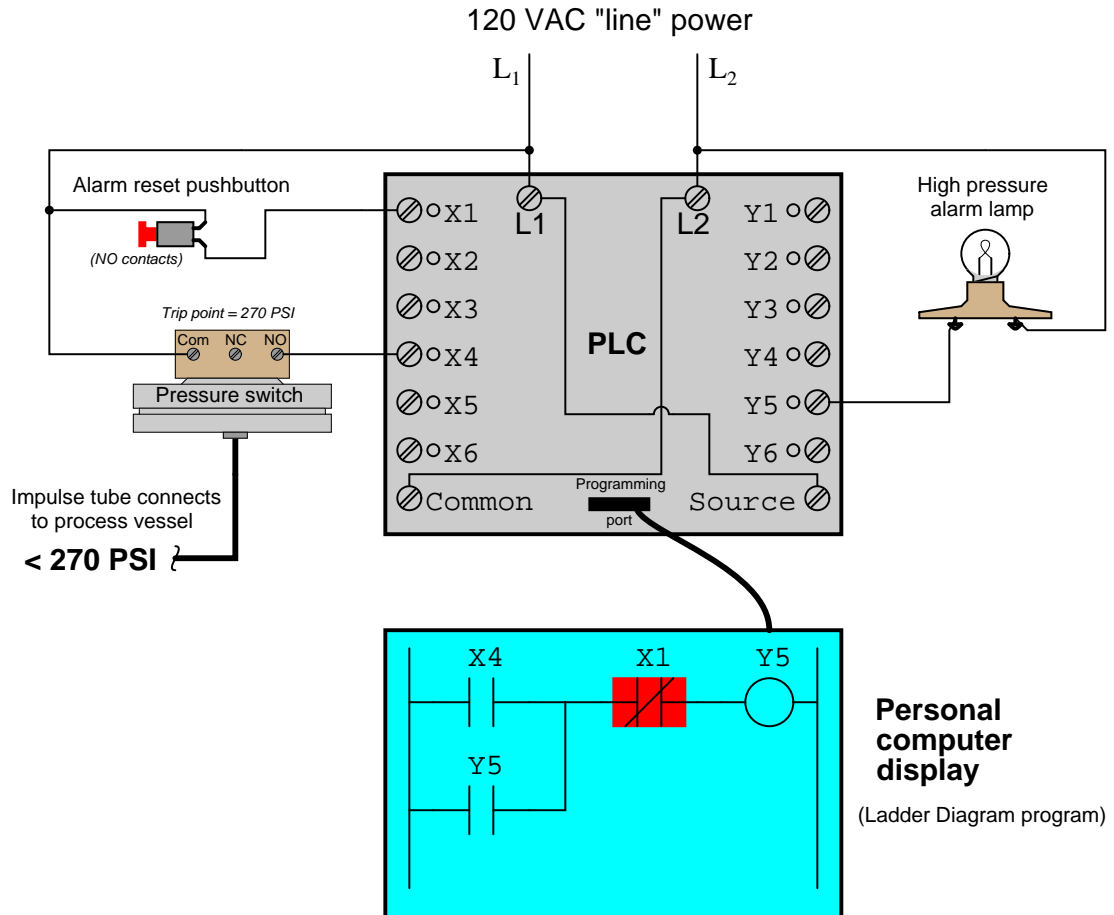 120 VAC "line" power
L1
L2
Alarm reset pushbutton
(NO contacts)
Trip point = 270 PSI
Com NC NO
Pressure switch
Impulse tube connects
to process vessel
< 270 PSI
L1
L2
X1
X2
X3
X4
X5
X6
Common
PLC
Programming
port
Y1
Y2
Y3
Y4
Y5
Y6
Source
High pressure
alarm lamp
X4
X1
Y5
Y5
Personal
computer
display
(Ladder Diagram program)